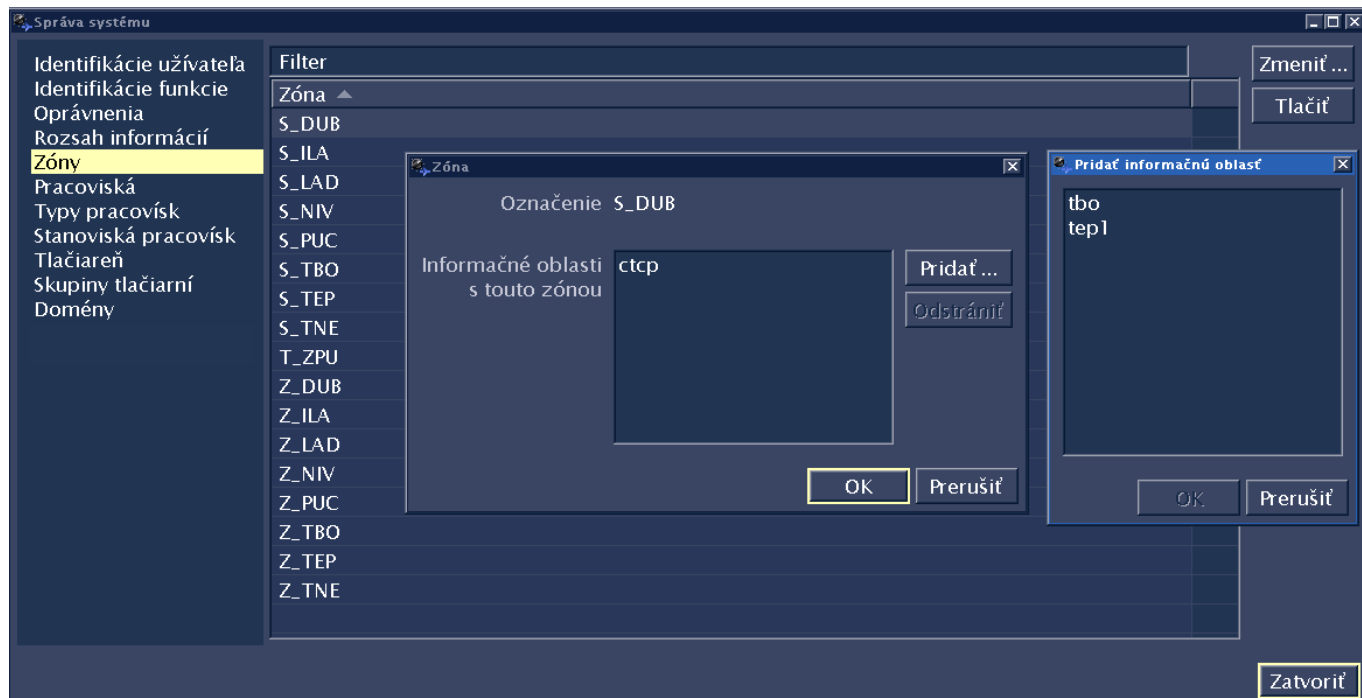 Správa systému
Identifikácie užívateľa
Identifikácie funkcie
Oprávnenia
Rozsah informácií
Zóny
Pracoviská
Typy pracovísk
Stanoviská pracovísk
Tlačiareň
Skupiny tlačiarní
Domény
Filter
Zóna
S_DUB
S_ILA
S_LAD
S_NIV
S_PUC
S_TBO
S_TEP
S_TNE
T_ZPU
Z_DUB
Z_ILA
Z_LAD
Z_NIV
Z_PUC
Z_TBO
Z_TEP
Z_TNE
Zmeniť ...
Tlačiť
Zóna
Označenie S_DUB
Informačné oblasti
s touto zónou
ctcp
Pridať ...
Odstrániť
OK
Prerušiť
Pridať informačnú oblasť
tbo
tep1
OK
Prerušiť
Zatvoriť